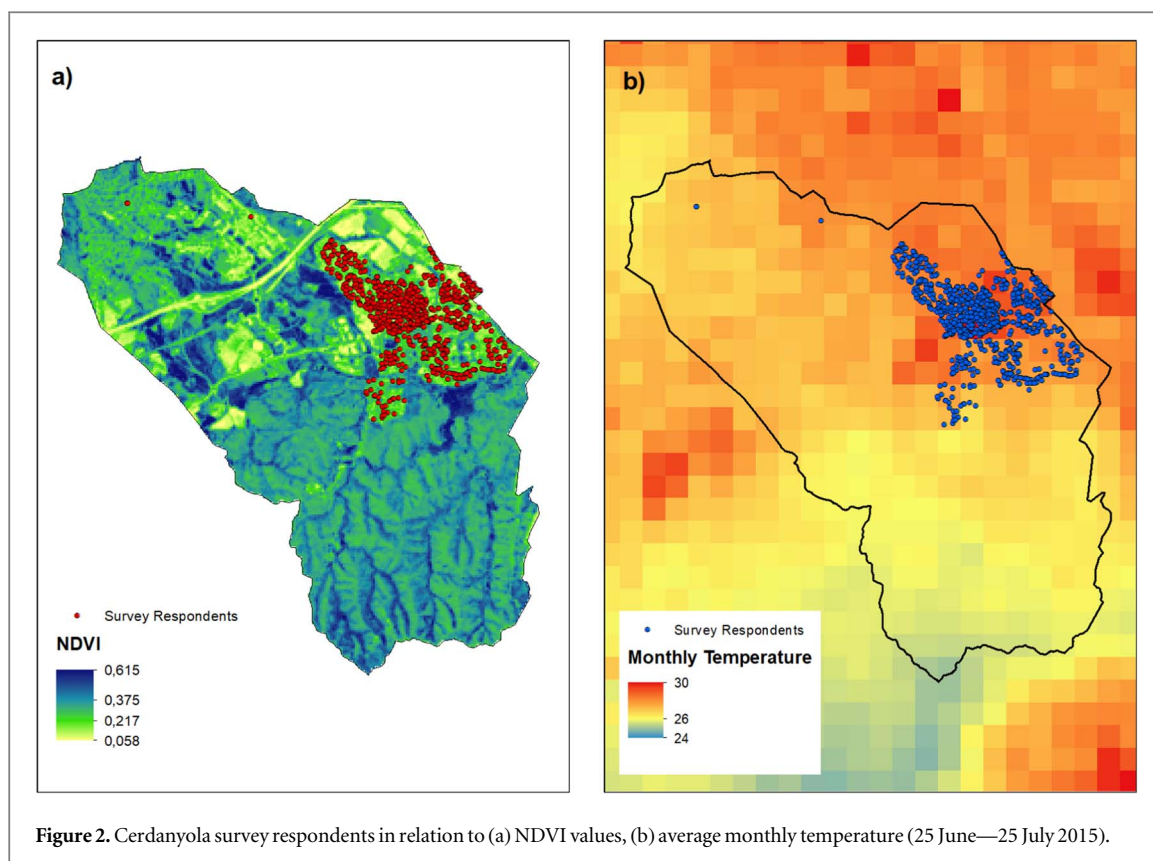 a)
Survey Respondents
NDVI
0,615
0,375
0,217
0,058
b)
Survey Respondents
Monthly Temperature
30
26
24
Figure 2. Cerdanyola survey respondents in relation to (a) NDVI values, (b) average monthly temperature (25 June—25 July 2015).